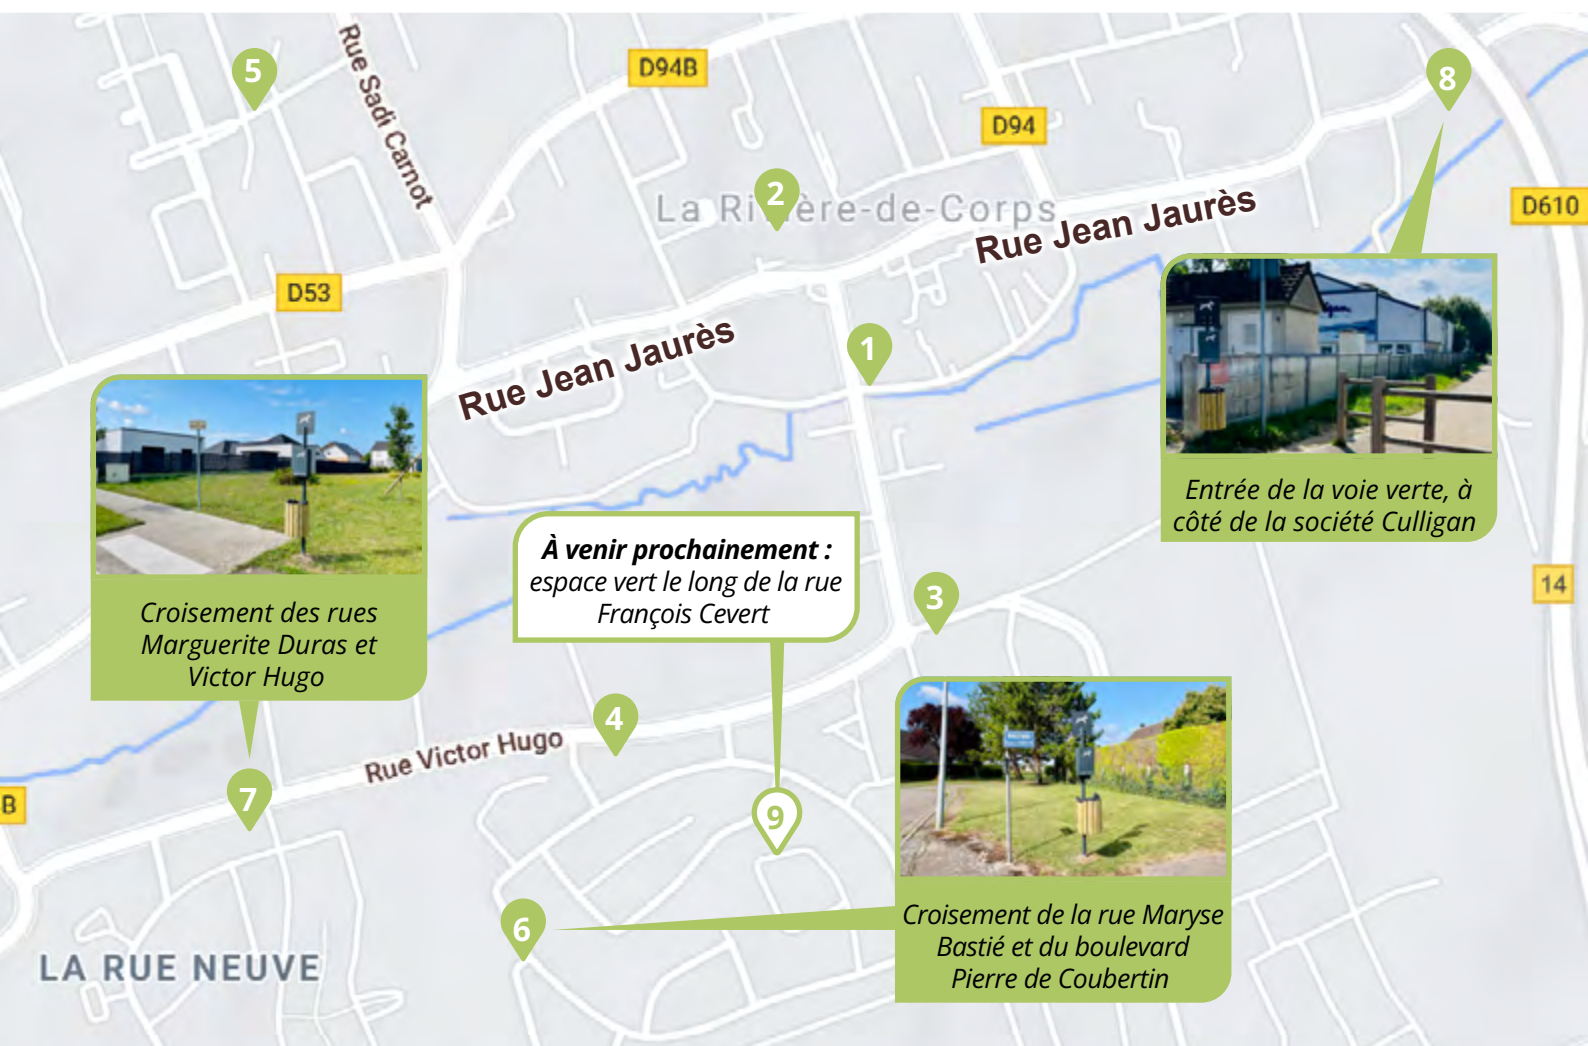 5
Rue Sadi Carnot
D94B
D94
8
2
La Rivière-de-Corps
Rue Jean Jaurès
D610
D53
1
Rue Jean Jaurès
Entrée de la voie verte, à
côté de la société Culligan
À venir prochainement :
espace vert le long de la rue
François Cevert
14
3
Croisement des rues
Marguerite Duras et
Victor Hugo
4
Rue Victor Hugo
7
B
9
6
Croisement de la rue Maryse
Bastié et du boulevard
Pierre de Coubertin
LA RUE NEUVE